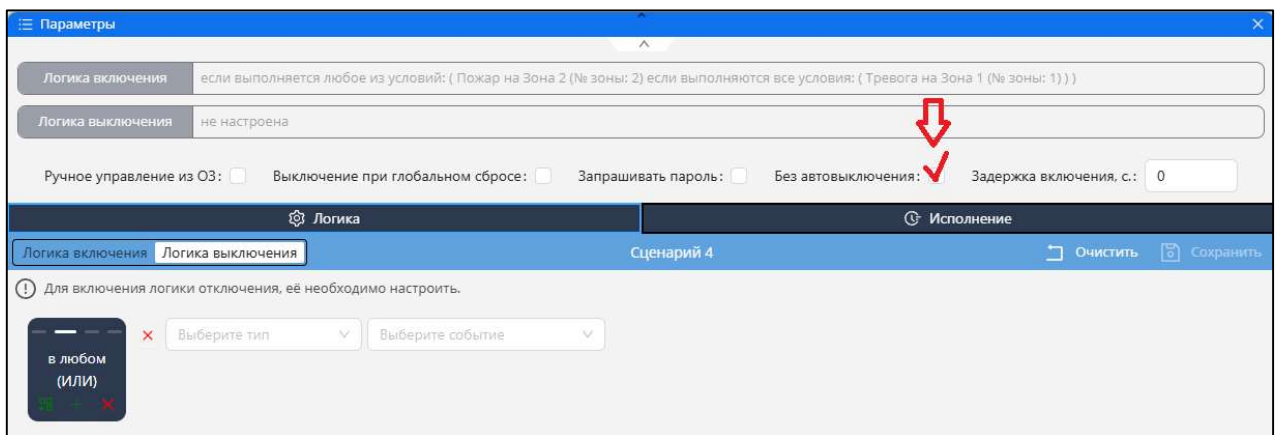 Параметры
Логика включения если выполняется любое из условий: ( Пожар на Зона 2 (№ зоны: 2) если выполняются все условия: ( Тревога на Зона 1 (№ зоны: 1) ) )
Логика выключения не настроена
Ручное управление из ОЗ: Выключение при глобальном сбросе: Запрашивать пароль: Без автовыключения: Задержка включения, с.: 0
Логика Исполнение
Логика включения Логика выключения Сценарий 4 Очистить Сохранить
Для включения логики отключения, её необходимо настроить.
Выберите тип Выберите событие
в любом
(ИЛИ)